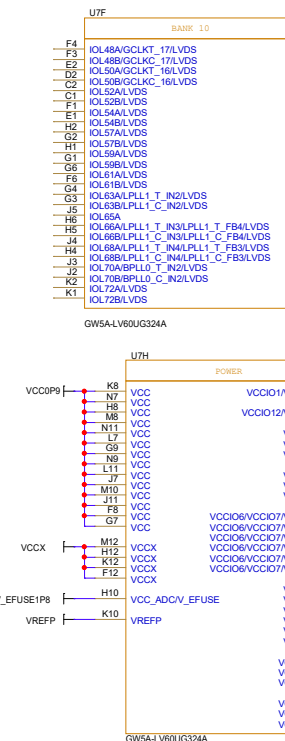 U7F
BANK 10
F4 IOL48A/GCLKT_17/LVDS
F3 IOL48B/GCLKC_17/LVDS
E2 IOL50A/GCLKT_16/LVDS
D2 IOL50B/GCLKC_16/LVDS
C2 IOL52A/LVDS
C1 IOL52B/LVDS
F1 IOL54A/LVDS
E1 IOL54B/LVDS
H2 IOL57A/LVDS
G2 IOL57B/LVDS
H1 IOL59A/LVDS
G1 IOL59B/LVDS
G6 IOL61A/LVDS
F6 IOL61B/LVDS
G4 IOL63A/LPLL1_T_IN2/LVDS
G3 IOL63B/LPLL1_C_IN2/LVDS
J5 IOL65A
H6 IOL66A/LPLL1_T_IN3/LPLL1_T_FB4/LVDS
H5 IOL66B/LPLL1_C_IN3/LPLL1_C_FB4/LVDS
J4 IOL68A/LPLL1_T_IN4/LPLL1_T_FB3/LVDS
H4 IOL68B/LPLL1_C_IN4/LPLL1_C_FB3/LVDS
J3 IOL70A/BPLL0_T_IN2/LVDS
J2 IOL70B/BPLL0_C_IN2/LVDS
K2 IOL72A/LVDS
K1 IOL72B/LVDS
GW5A-LV60UG324A
U7H
POWER
VCC0P9 K8 VCC VCCIO1/
N7 VCC
H8 VCC VCCIO12/
M8 VCC
N11 VCC
L7 VCC
G9 VCC
N9 VCC
L11 VCC
J7 VCC
M10 VCC
J11 VCC
F8 VCC VCCIO6/VCCIO7/
G7 VCC VCCIO6/VCCIO7/
VCCIO6/VCCIO7/
VCCX M12 VCCX VCCIO6/VCCIO7/
H12 VCCX VCCIO6/VCCIO7/
K12 VCCX VCCIO6/VCCIO7/
F12 VCCX
_EFUSE1P8 H10 VCC_ADC/V_EFUSE
VREFP K10 VREFP
GW5A-LV60UG324A